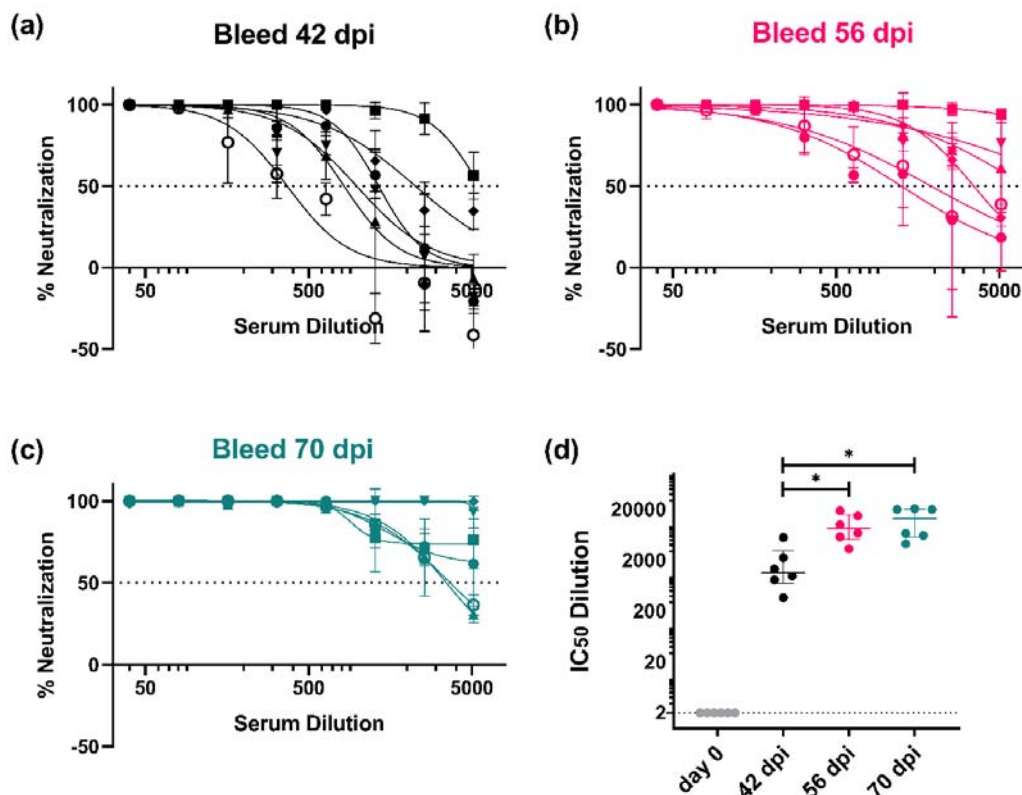 (a)
Bleed 42 dpi
% Neutralization
100
50
0
-50
50
500
5000
Serum Dilution
(b)
Bleed 56 dpi
% Neutralization
100
50
0
-50
50
500
5000
Serum Dilution
(c)
Bleed 70 dpi
% Neutralization
100
50
0
-50
50
500
5000
Serum Dilution
(d)
*
*
IC50 Dilution
20000
2000
200
20
2
day 0
42 dpi
56 dpi
70 dpi